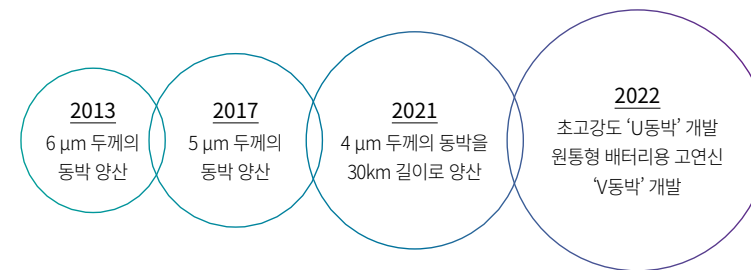 2013
6 μm 두께의
동박 양산
2017
5 μm 두께의
동박 양산
2021
4 μm 두께의 동박을
30km 길이로 양산
2022
초고강도 ‘U동박’ 개발
원통형 배터리용 고연신
‘V동박’ 개발